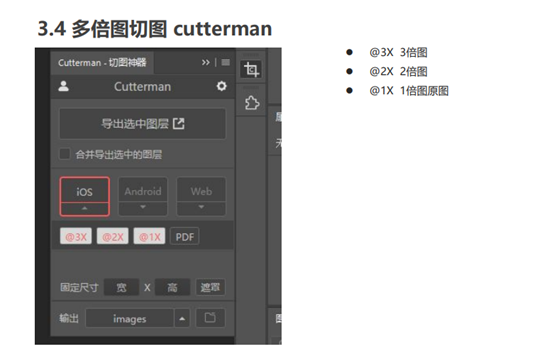 3.4 多倍图切图 cutterman
Cutterman - 切图神器
Cutterman
导出选中图层
合并导出选中的图层
iOS Android Web
@3X @2X @1X PDF
固定尺寸 宽 X 高 遮罩
输出 images
@3X 3倍图
@2X 2倍图
@1X 1倍图原图